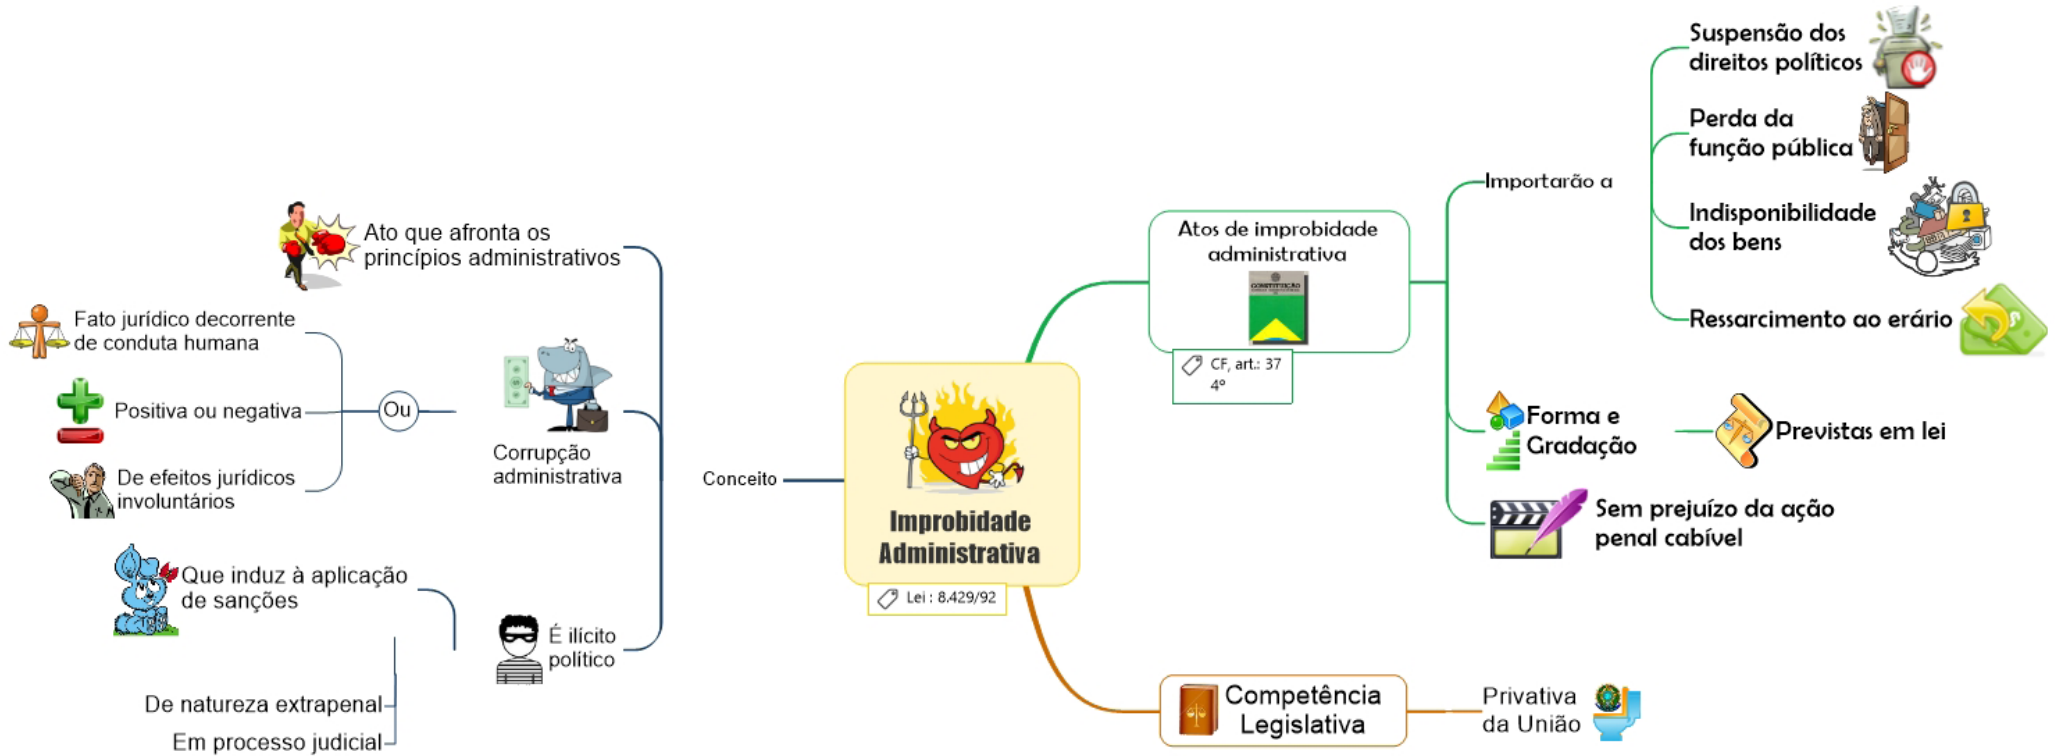 Improbidade
Administrativa
Lei : 8.429/92
Conceito
Ato que afronta os
princípios administrativos
Corrupção
administrativa
Ou
Fato jurídico decorrente
de conduta humana
Positiva ou negativa
De efeitos jurídicos
involuntários
É ilícito
político
Que induz à aplicação
de sanções
De natureza extrapenal
Em processo judicial
Atos de improbidade
administrativa
CONSTITUIÇÃO
CF, art.: 37
4º
Importarão a
Suspensão dos
direitos políticos
Perda da
função pública
Indisponibilidade
dos bens
Ressarcimento ao erário
Forma e
Gradação
Previstas em lei
Sem prejuízo da ação
penal cabível
Competência
Legislativa
Privativa
da União